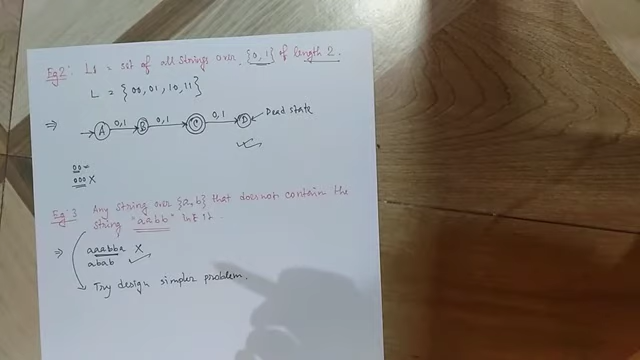 Eg2: L1 = set of all strings over {0,1} of length 2.
L = {00, 01, 10, 11}
⇒ A 0,1 B 0,1 C 0,1 D ← Dead state
00
000 X
Eg:3 Any string over {a,b} that does not contain the
string "aabb" in it.
⇒ aaabba X
abab ✓
Try design simpler problem.